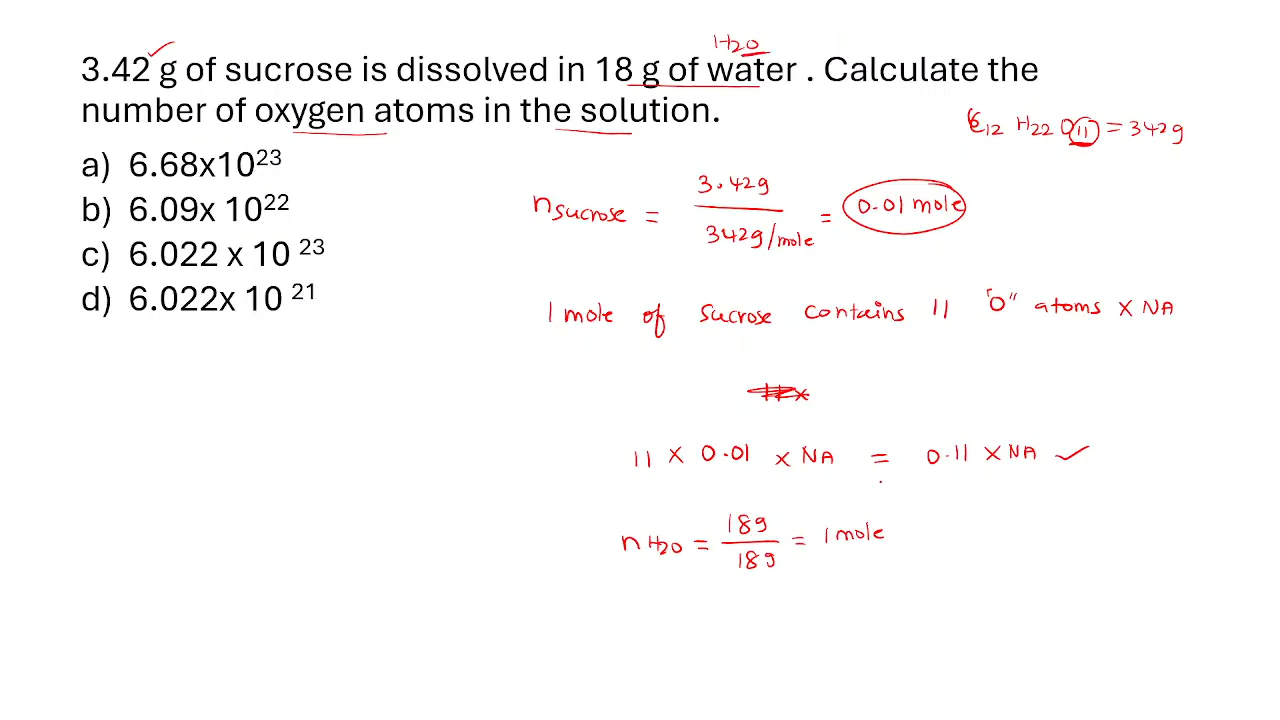 H2O
3.42 g of sucrose is dissolved in 18 g of water . Calculate the
number of oxygen atoms in the solution.
C12 H22 O11 = 342g
a) 6.68x10²³
b) 6.09x 10²²
c) 6.022 x 10 ²³
d) 6.022x 10 ²¹
nsucrose = 3.42g / 342g/mole = 0.01 mole
1 mole of sucrose contains 11 "O" atoms x NA
11 x 0.01 x NA = 0.11 x NA
nH2O = 18g / 18g = 1 mole